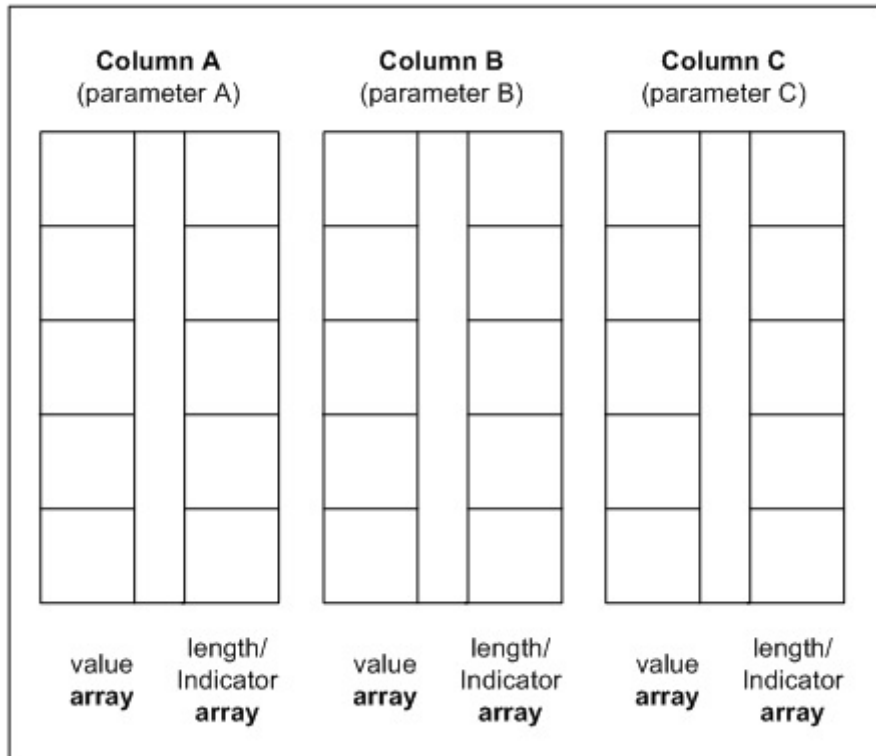 Column A
(parameter A)
Column B
(parameter B)
Column C
(parameter C)
value
array
length/
Indicator
array
value
array
length/
Indicator
array
value
array
length/
Indicator
array